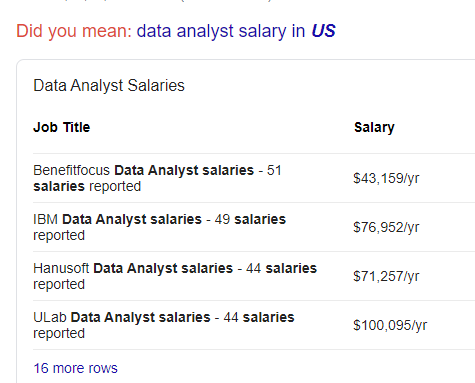 Did you mean: data analyst salary in US
Data Analyst Salaries
Job Title Salary
Benefitfocus Data Analyst salaries - 51
salaries reported
$43,159/yr
IBM Data Analyst salaries - 49 salaries
reported
$76,952/yr
Hanusoft Data Analyst salaries - 44 salaries
reported
$71,257/yr
ULab Data Analyst salaries - 44 salaries
reported
$100,095/yr
16 more rows